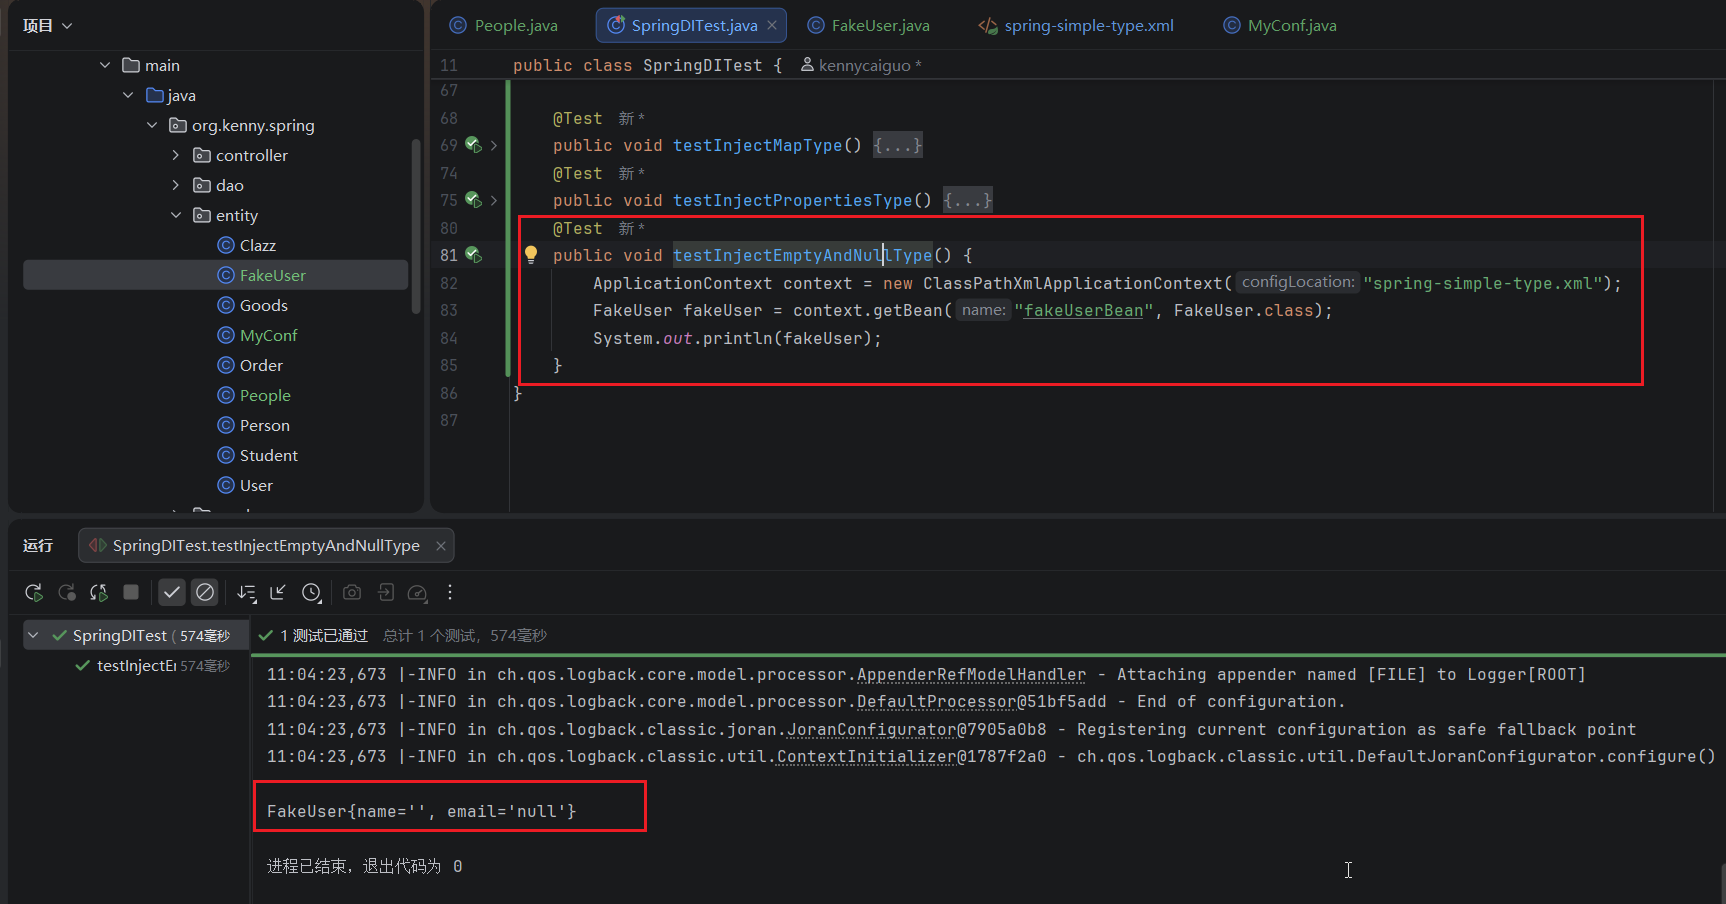 项目
main
java
org.kenny.spring
controller
dao
entity
Clazz
FakeUser
Goods
MyConf
Order
People
Person
Student
User
People.java
SpringDITest.java
FakeUser.java
spring-simple-type.xml
MyConf.java
11 public class SpringDITest { kennycaiguo *
67
68 @Test 新 *
69 public void testInjectMapType() {...}
74 @Test 新 *
75 public void testInjectPropertiesType() {...}
80 @Test 新 *
81 public void testInjectEmptyAndNullType() {
82 ApplicationContext context = new ClassPathXmlApplicationContext( configLocation: "spring-simple-type.xml");
83 FakeUser fakeUser = context.getBean( name: "fakeUserBean", FakeUser.class);
84 System.out.println(fakeUser);
85 }
86 }
87
运行
SpringDITest.testInjectEmptyAndNullType
SpringDITest ( 574毫秒
testInjectE 574毫秒
1 测试已通过 总计 1 个测试, 574毫秒
11:04:23,673 |-INFO in ch.qos.logback.core.model.processor.AppenderRefModelHandler - Attaching appender named [FILE] to Logger[ROOT]
11:04:23,673 |-INFO in ch.qos.logback.core.model.processor.DefaultProcessor@51bf5add - End of configuration.
11:04:23,673 |-INFO in ch.qos.logback.classic.joran.JoranConfigurator@7905a0b8 - Registering current configuration as safe fallback point
11:04:23,673 |-INFO in ch.qos.logback.classic.util.ContextInitializer@1787f2a0 - ch.qos.logback.classic.util.DefaultJoranConfigurator.configure()
FakeUser{name='', email='null'}
进程已结束，退出代码为 0